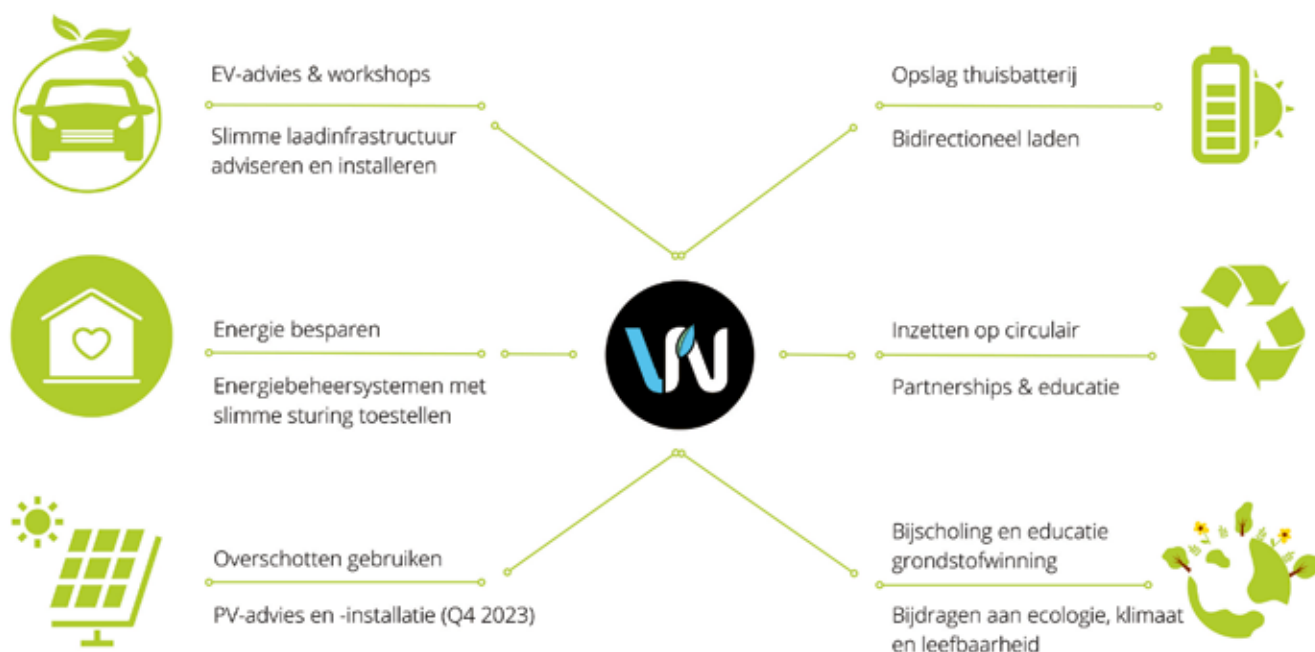 EV-advies & workshops
Slimme laadinfrastructuur
adviseren en installeren
Opslag thuisbatterij
Bidirectioneel laden
Energie besparen
Energiebeheersystemen met
slimme sturing toestellen
VN
Inzetten op circulair
Partnerships & educatie
Overschotten gebruiken
PV-advies en -installatie (Q4 2023)
Bijscholing en educatie
grondstofwinning
Bijdragen aan ecologie, klimaat
en leefbaarheid